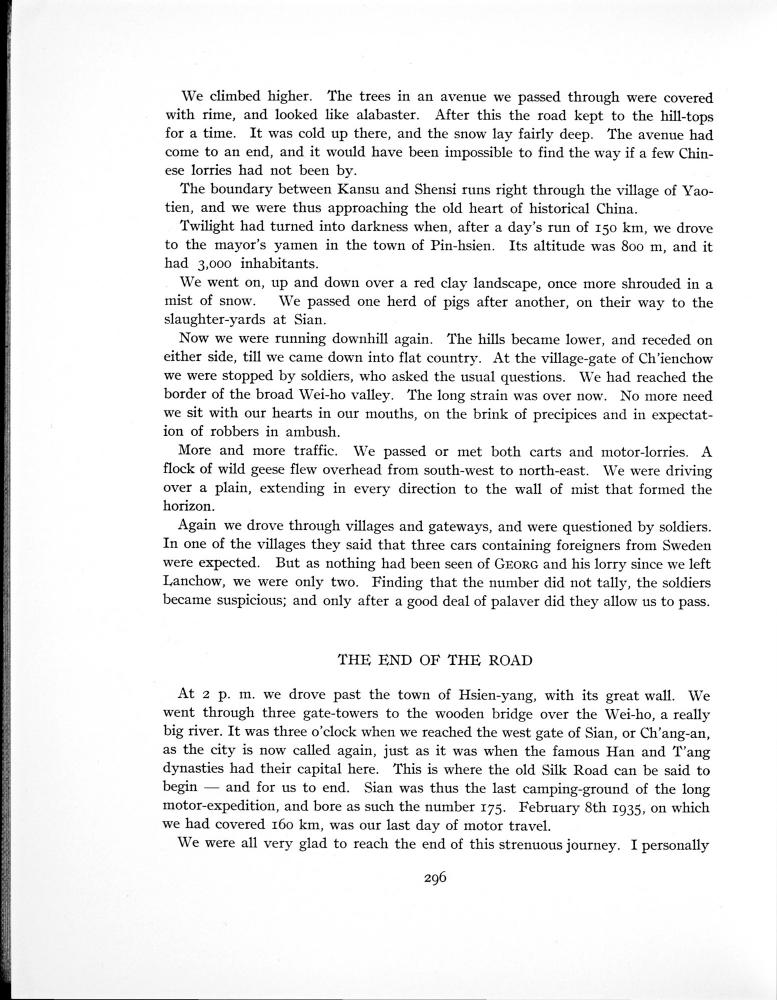 We climbed higher. The trees in an avenue we passed through were covered
with rime, and looked like alabaster. After this the road kept to the hill-tops
for a time. It was cold up there, and the snow lay fairly deep. The avenue had
come to an end, and it would have been impossible to find the way if a few Chin-
ese lorries had not been by.
The boundary between Kansu and Shensi runs right through the village of Yao-
tien, and we were thus approaching the old heart of historical China.
Twilight had turned into darkness when, after a day's run of 150 km, we drove
to the mayor's yamen in the town of Pin-hsien. Its altitude was 800 m, and it
had 3,000 inhabitants.
We went on, up and down over a red clay landscape, once more shrouded in a
mist of snow. We passed one herd of pigs after another, on their way to the
slaughter-yards at Sian.
Now we were running downhill again. The hills became lower, and receded on
either side, till we came down into flat country. At the village-gate of Ch'ienchow
we were stopped by soldiers, who asked the usual questions. We had reached the
border of the broad Wei-ho valley. The long strain was over now. No more need
we sit with our hearts in our mouths, on the brink of precipices and in expectat-
ion of robbers in ambush.
More and more traffic. We passed or met both carts and motor-lorries. A
flock of wild geese flew overhead from south-west to north-east. We were driving
over a plain, extending in every direction to the wall of mist that formed the
horizon.
Again we drove through villages and gateways, and were questioned by soldiers.
In one of the villages they said that three cars containing foreigners from Sweden
were expected. But as nothing had been seen of GEORG and his lorry since we left
Lanchow, we were only two. Finding that the number did not tally, the soldiers
became suspicious; and only after a good deal of palaver did they allow us to pass.
THE END OF THE ROAD
At 2 p. m. we drove past the town of Hsien-yang, with its great wall. We
went through three gate-towers to the wooden bridge over the Wei-ho, a really
big river. It was three o'clock when we reached the west gate of Sian, or Ch'ang-an,
as the city is now called again, just as it was when the famous Han and T'ang
dynasties had their capital here. This is where the old Silk Road can be said to
begin — and for us to end. Sian was thus the last camping-ground of the long
motor-expedition, and bore as such the number 175. February 8th 1935, on which
we had covered 160 km, was our last day of motor travel.
We were all very glad to reach the end of this strenuous journey. I personally
296